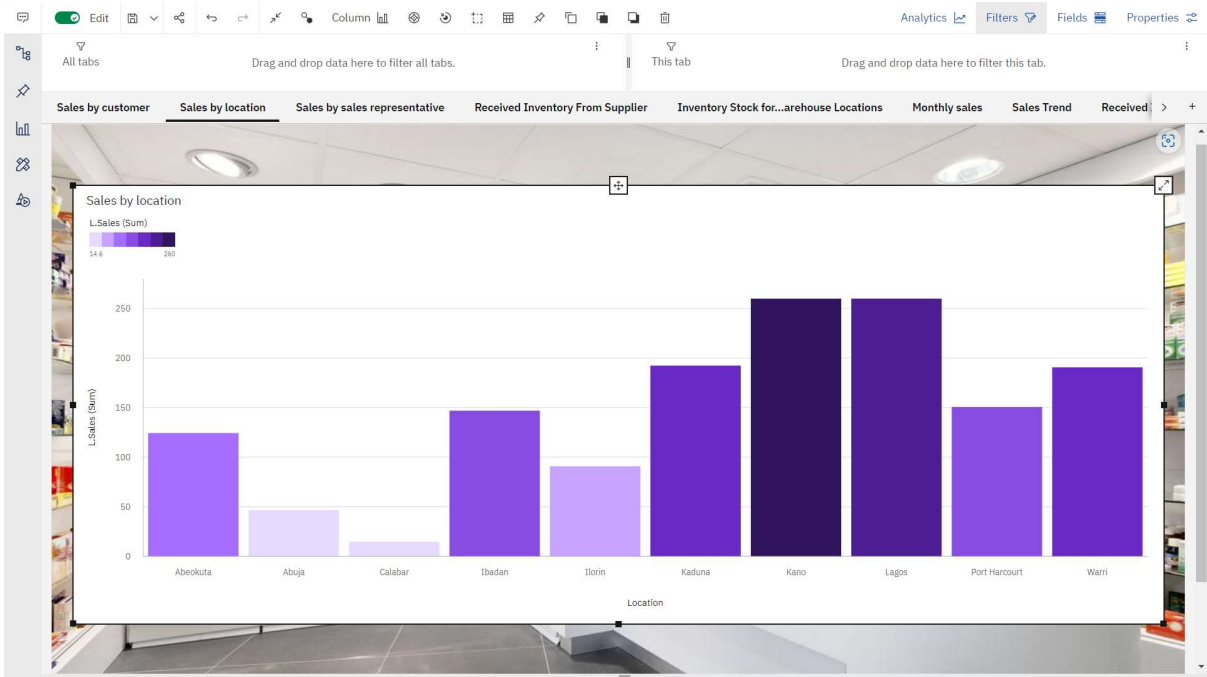 Edit
Column
Analytics
Filters
Fields
Properties
All tabs
Drag and drop data here to filter all tabs.
This tab
Drag and drop data here to filter this tab.
Sales by customer
Sales by location
Sales by sales representative
Received Inventory From Supplier
Inventory Stock for...arehouse Locations
Monthly sales
Sales Trend
Received
Sales by location
L.Sales (Sum)
14.6 260
L.Sales (Sum)
250
200
150
100
50
0
Abeokuta Abuja Calabar Ibadan Ilorin Kaduna Kano Lagos Port Harcourt Warri
Location